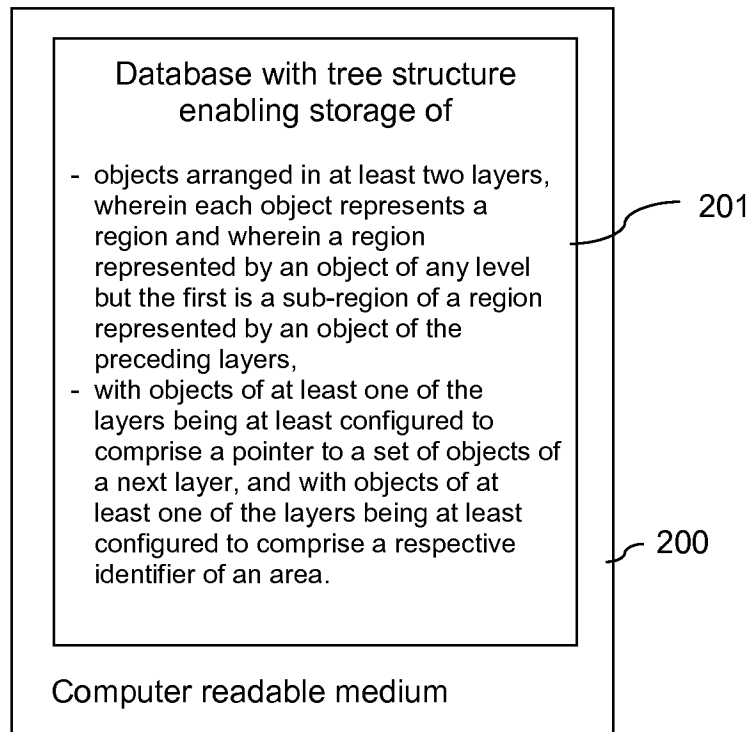 Database with tree structure
enabling storage of
- objects arranged in at least two layers,
wherein each object represents a
region and wherein a region
represented by an object of any level
but the first is a sub-region of a region
represented by an object of the
preceding layers,
- with objects of at least one of the
layers being at least configured to
comprise a pointer to a set of objects of
a next layer, and with objects of at
least one of the layers being at least
configured to comprise a respective
identifier of an area.
201
200
Computer readable medium